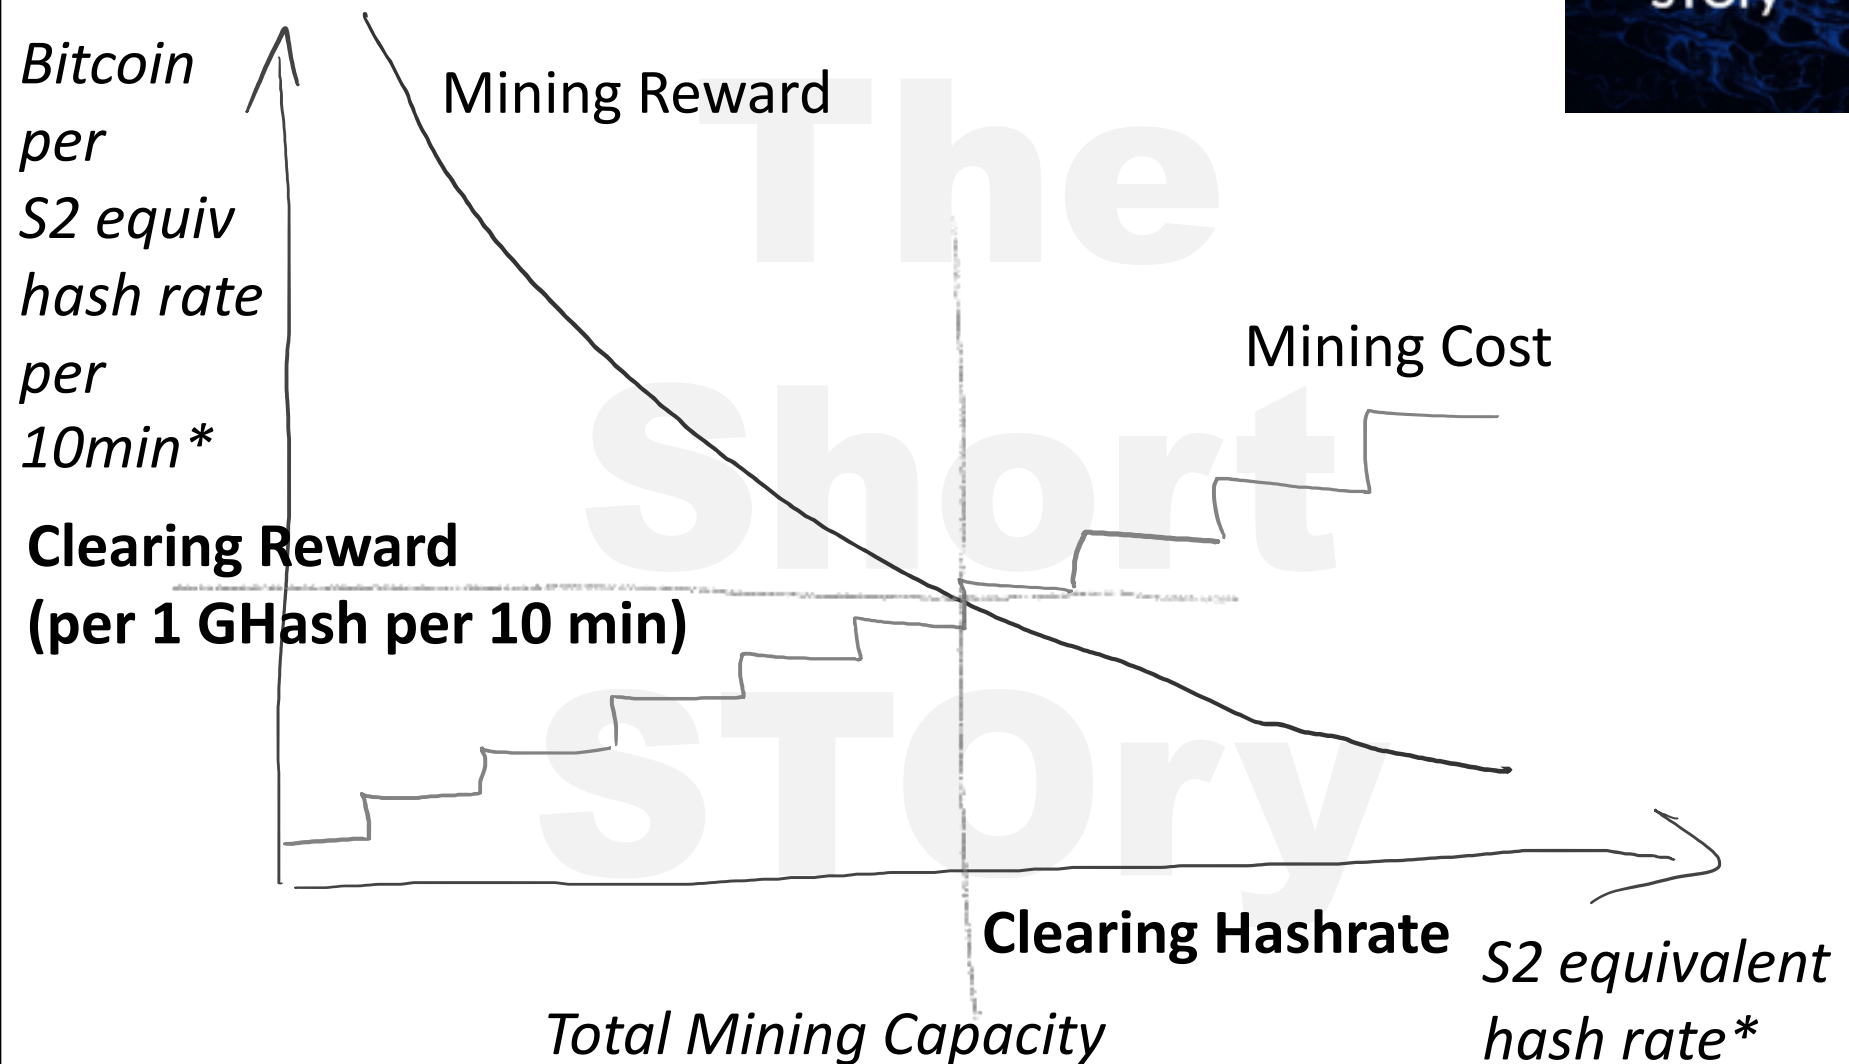 Bitcoin
per
S2 equiv
hash rate
per
10min*
Mining Reward
STOry
The
Short
STOry
Mining Cost
Clearing Reward
(per 1 GHash per 10 min)
Clearing Hashrate
S2 equivalent
hash rate*
Total Mining Capacity